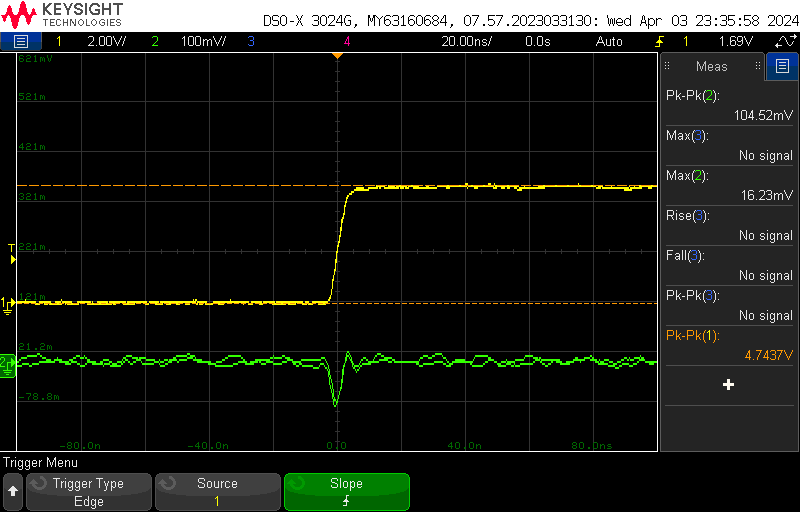 KEYSIGHT
TECHNOLOGIES
DSO-X 3024G, MY63160684, 07.57.2023033130: Wed Apr 03 23:35:58 2024
1 2.00V/ 2 100mV/ 3 4 20.00ns/ 0.0s Auto 1 1.69V
621mV
521m
421m
321m
221m
121m
21.2m
-78.8m
T
1
2
-80.0n -40.0n 0.0 40.0n 80.0ns
Meas
Pk-Pk(2):
104.52mV
Max(3):
No signal
Max(2):
16.23mV
Rise(3):
No signal
Fall(3):
No signal
Pk-Pk(3):
No signal
Pk-Pk(1):
4.7437V
Trigger Menu
Trigger Type
Edge
Source
1
Slope